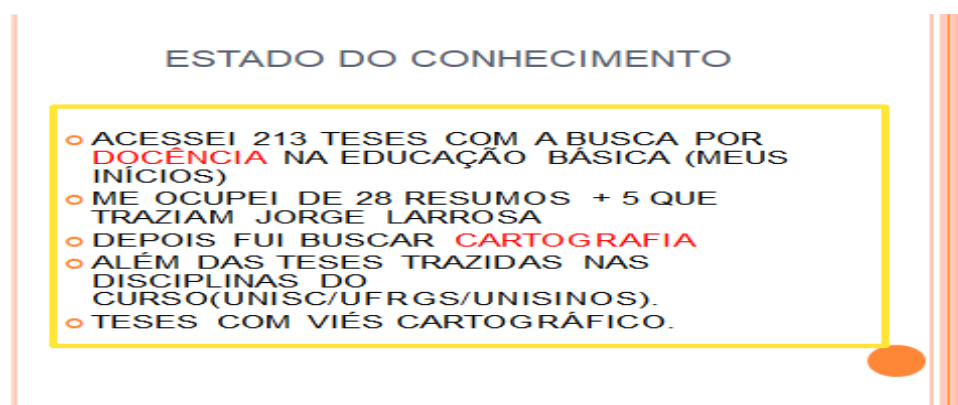 ESTADO DO CONHECIMENTO
ACESSEI 213 TESES COM A BUSCA POR
DOCÊNCIA NA EDUCAÇÃO BÁSICA (MEUS
INÍCIOS)
ME OCUPEI DE 28 RESUMOS + 5 QUE
TRAZIAM JORGE LARROSA
DEPOIS FUI BUSCAR CARTOGRAFIA
ALÉM DAS TESES TRAZIDAS NAS
DISCIPLINAS DO
CURSO(UNISC/UFRGS/UNISINOS).
TESES COM VIÉS CARTOGRÁFICO.